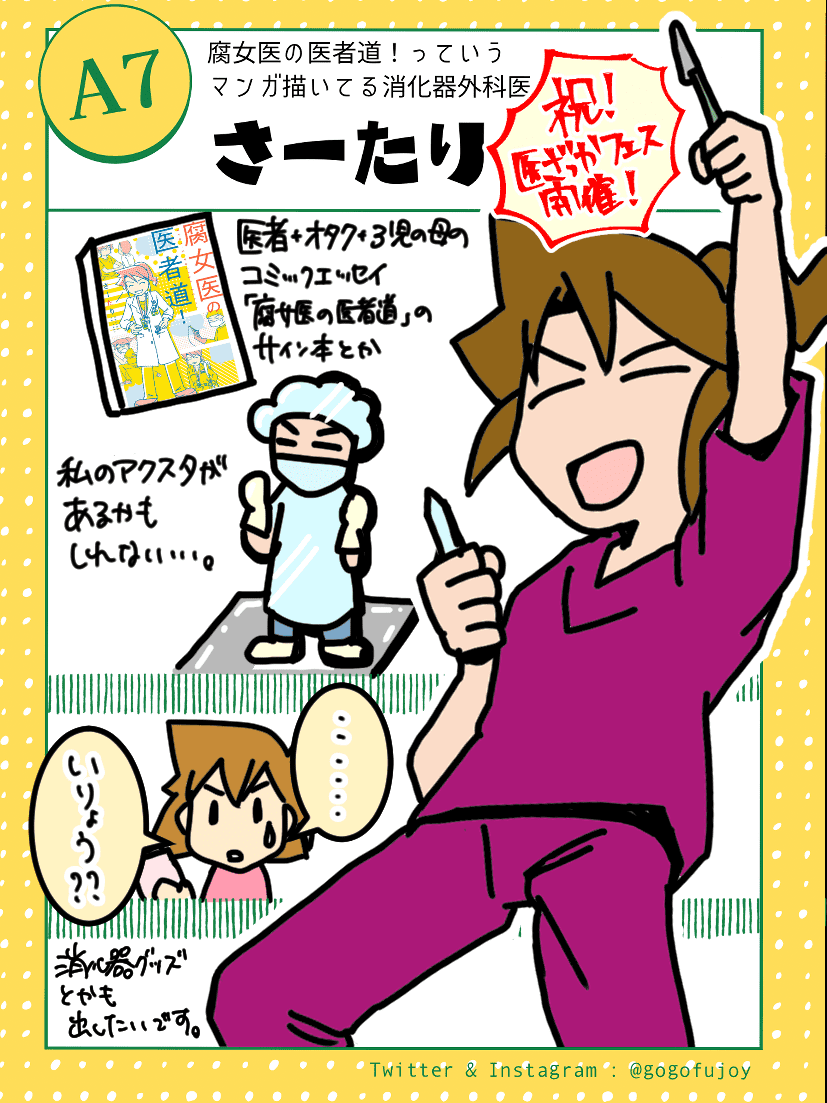 A7
腐女医の医者道！っていう
マンガ描いてる消化器外科医
さーたり
祝！
医ざっかフェス
開催！
腐女医の
医者道！
医者+オタク+3児の母の
コミックエッセイ
「腐女医の医者道」の
サイン本とか
私のアクスタが
あるかも
しれない…。
……
いりょう??
消化器グッズ
とかも
出したいです。
Twitter & Instagram : @gogofujoy